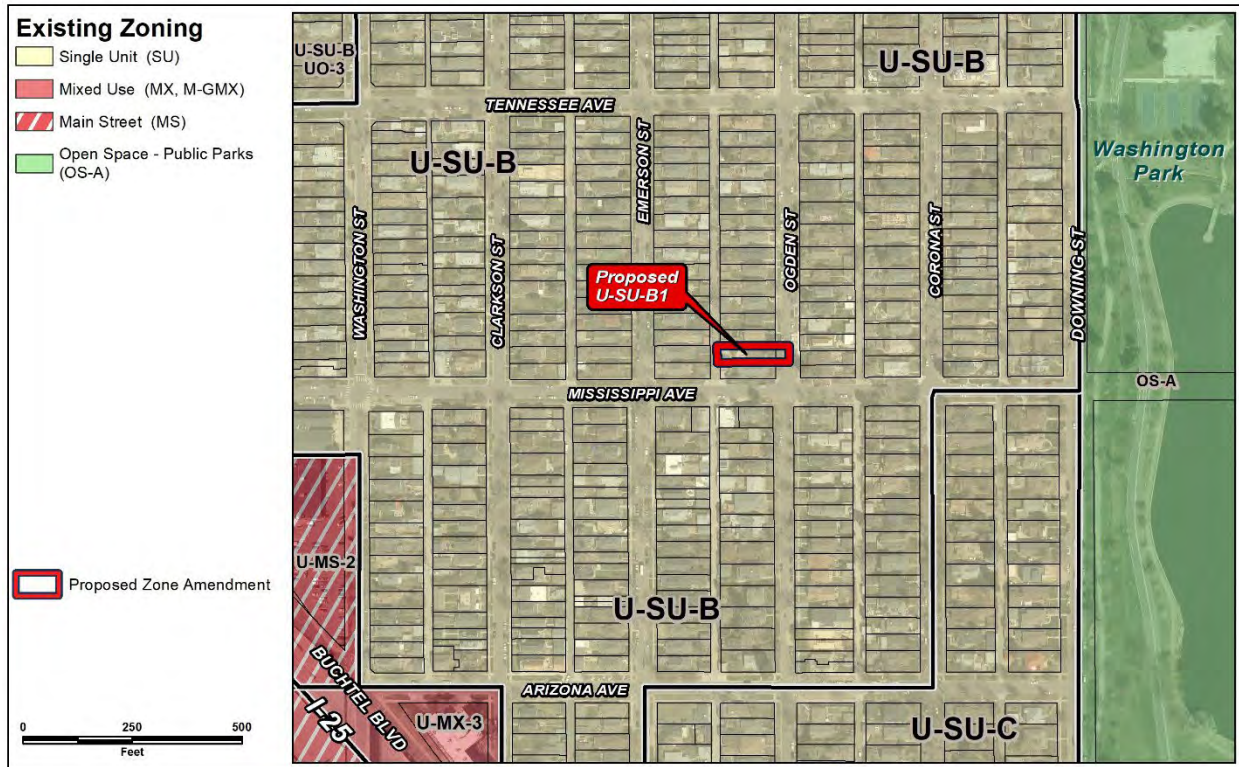 Existing Zoning
Single Unit (SU)
Mixed Use (MX, M-GMX)
Main Street (MS)
Open Space - Public Parks
(OS-A)
Proposed Zone Amendment
0 250 500
Feet
U-SU-B
UO-3
U-SU-B
TENNESSEE AVE
U-SU-B
Washington
Park
WASHINGTON ST
CLARKSON ST
EMERSON ST
OGDEN ST
CORONA ST
DOWNING ST
Proposed
U-SU-B1
MISSISSIPPI AVE
OS-A
U-MS-2
U-SU-B
BUCHTEL BLVD
I-25
ARIZONA AVE
U-MX-3
U-SU-C